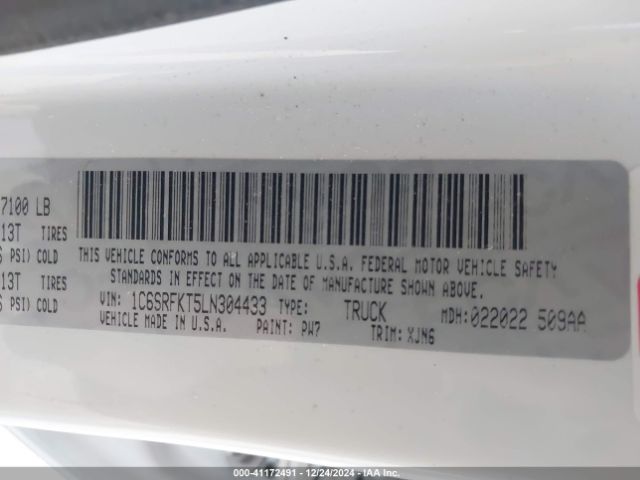 7100 LB
13T TIRES
PSI) COLD
13T TIRES
PSI) COLD
THIS VEHICLE CONFORMS TO ALL APPLICABLE U.S.A. FEDERAL MOTOR VEHICLE SAFETY
STANDARDS IN EFFECT ON THE DATE OF MANUFACTURE SHOWN ABOVE.
VIN: 1C6SRFKT5LN304433 TYPE: TRUCK MDH:022022 509AA
VEHICLE MADE IN U.S.A. PAINT: PW7 TRIM: XJN6
000-41172491 - 12/24/2024 - IAA Inc.